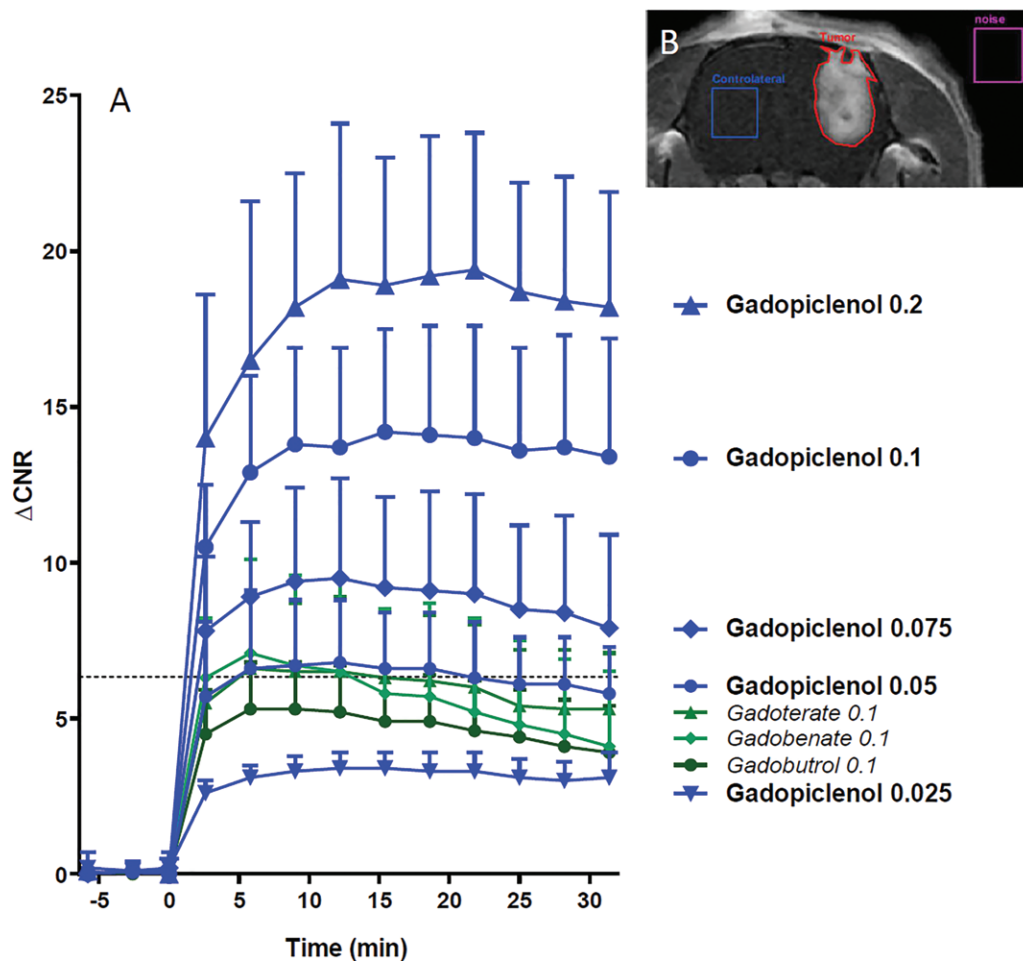 A
B
Tumor
noise
Controlateral
25
20
15
10
5
0
ΔCNR
-5 0 5 10 15 20 25 30
Time (min)
Gadopiclenol 0.2
Gadopiclenol 0.1
Gadopiclenol 0.075
Gadopiclenol 0.05
Gadoterate 0.1
Gadobenate 0.1
Gadobutrol 0.1
Gadopiclenol 0.025